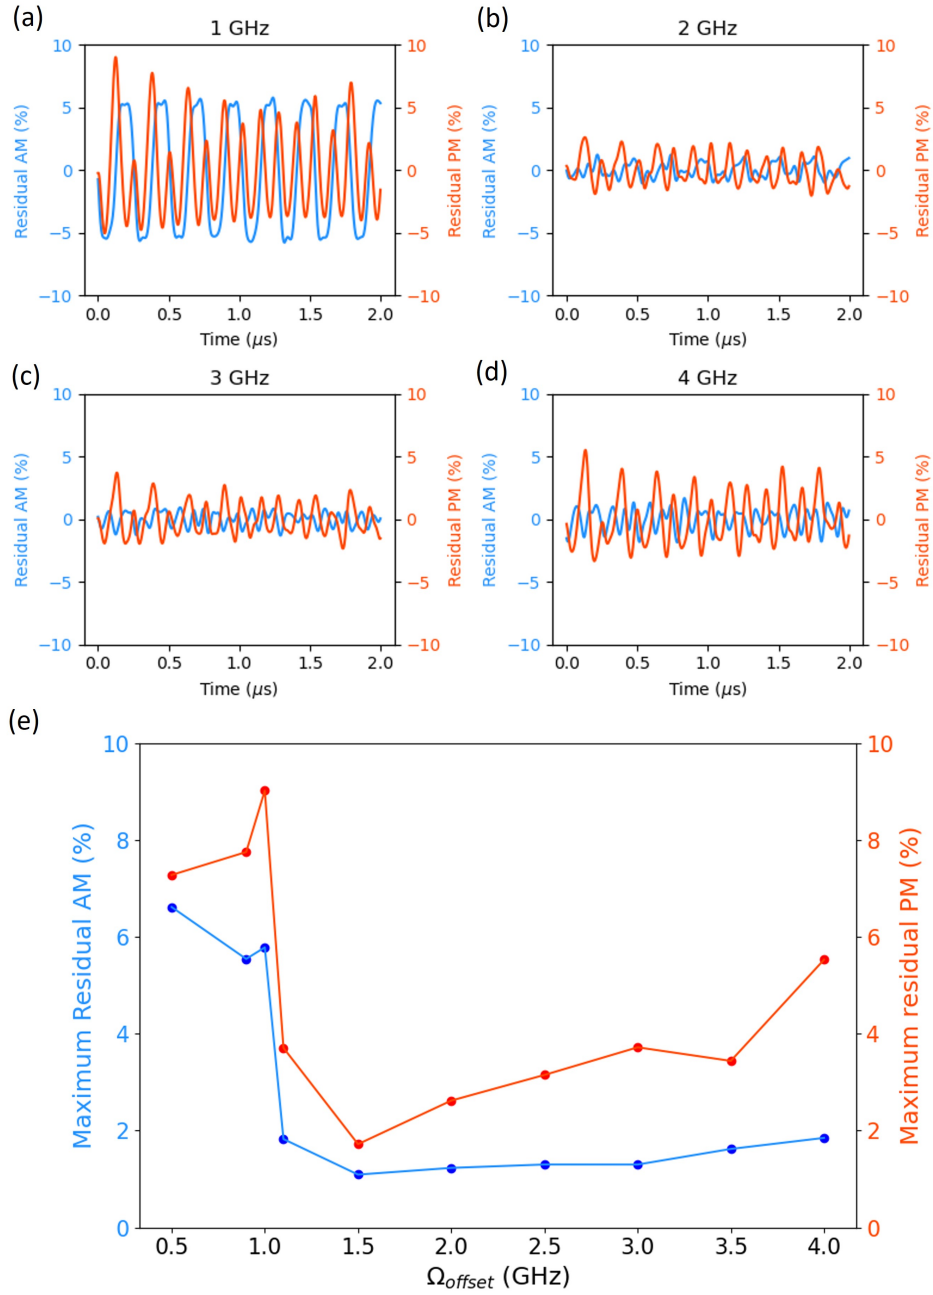 (a)
1 GHz
10
5
0
−5
−10
Residual AM (%)
10
5
0
−5
−10
Residual PM (%)
0.0 0.5 1.0 1.5 2.0
Time (μs)
(b)
2 GHz
10
5
0
−5
−10
Residual AM (%)
10
5
0
−5
−10
Residual PM (%)
0.0 0.5 1.0 1.5 2.0
Time (μs)
(c)
3 GHz
10
5
0
−5
−10
Residual AM (%)
10
5
0
−5
−10
Residual PM (%)
0.0 0.5 1.0 1.5 2.0
Time (μs)
(d)
4 GHz
10
5
0
−5
−10
Residual AM (%)
10
5
0
−5
−10
Residual PM (%)
0.0 0.5 1.0 1.5 2.0
Time (μs)
(e)
10
8
6
4
2
0
Maximum Residual AM (%)
10
8
6
4
2
0
Maximum residual PM (%)
0.5 1.0 1.5 2.0 2.5 3.0 3.5 4.0
Ωoffset (GHz)